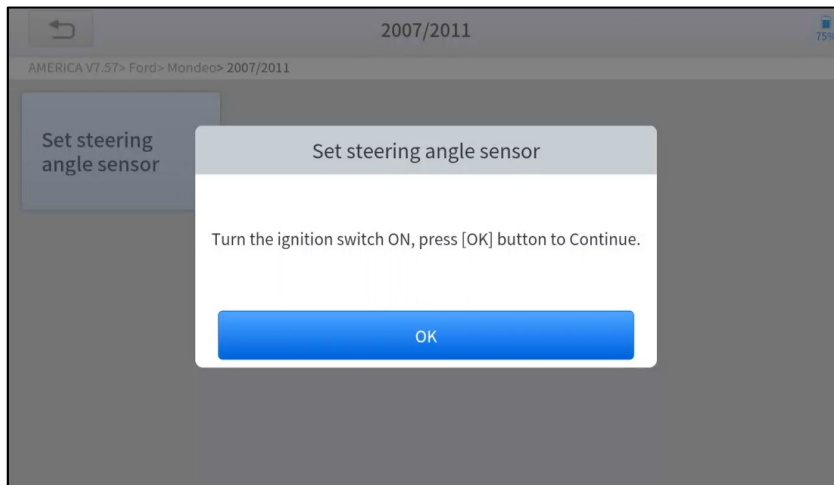 2007/2011
75%
AMERICA V7.57> Ford> Mondeo> 2007/2011
Set steering
angle sensor
Set steering angle sensor
Turn the ignition switch ON, press [OK] button to Continue.
OK